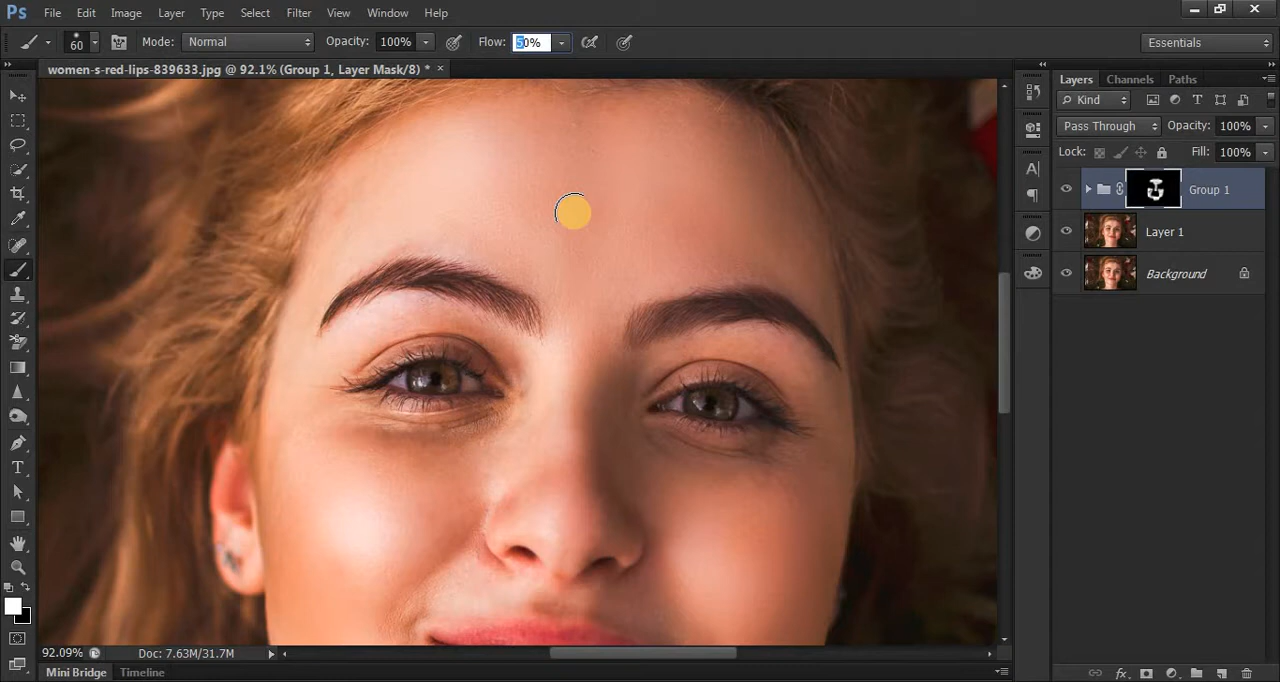 Ps File Edit Image Layer Type Select Filter View Window Help
60 Mode: Normal Opacity: 100% Flow: 50% Essentials
women-s-red-lips-839633.jpg @ 92.1% (Group 1, Layer Mask/8) * ×
Layers Channels Paths
Kind T
Pass Through Opacity: 100%
Lock: Fill: 100%
Group 1
Layer 1
Background
T
92.09% Doc: 7.63M/31.7M
Mini Bridge Timeline
fx